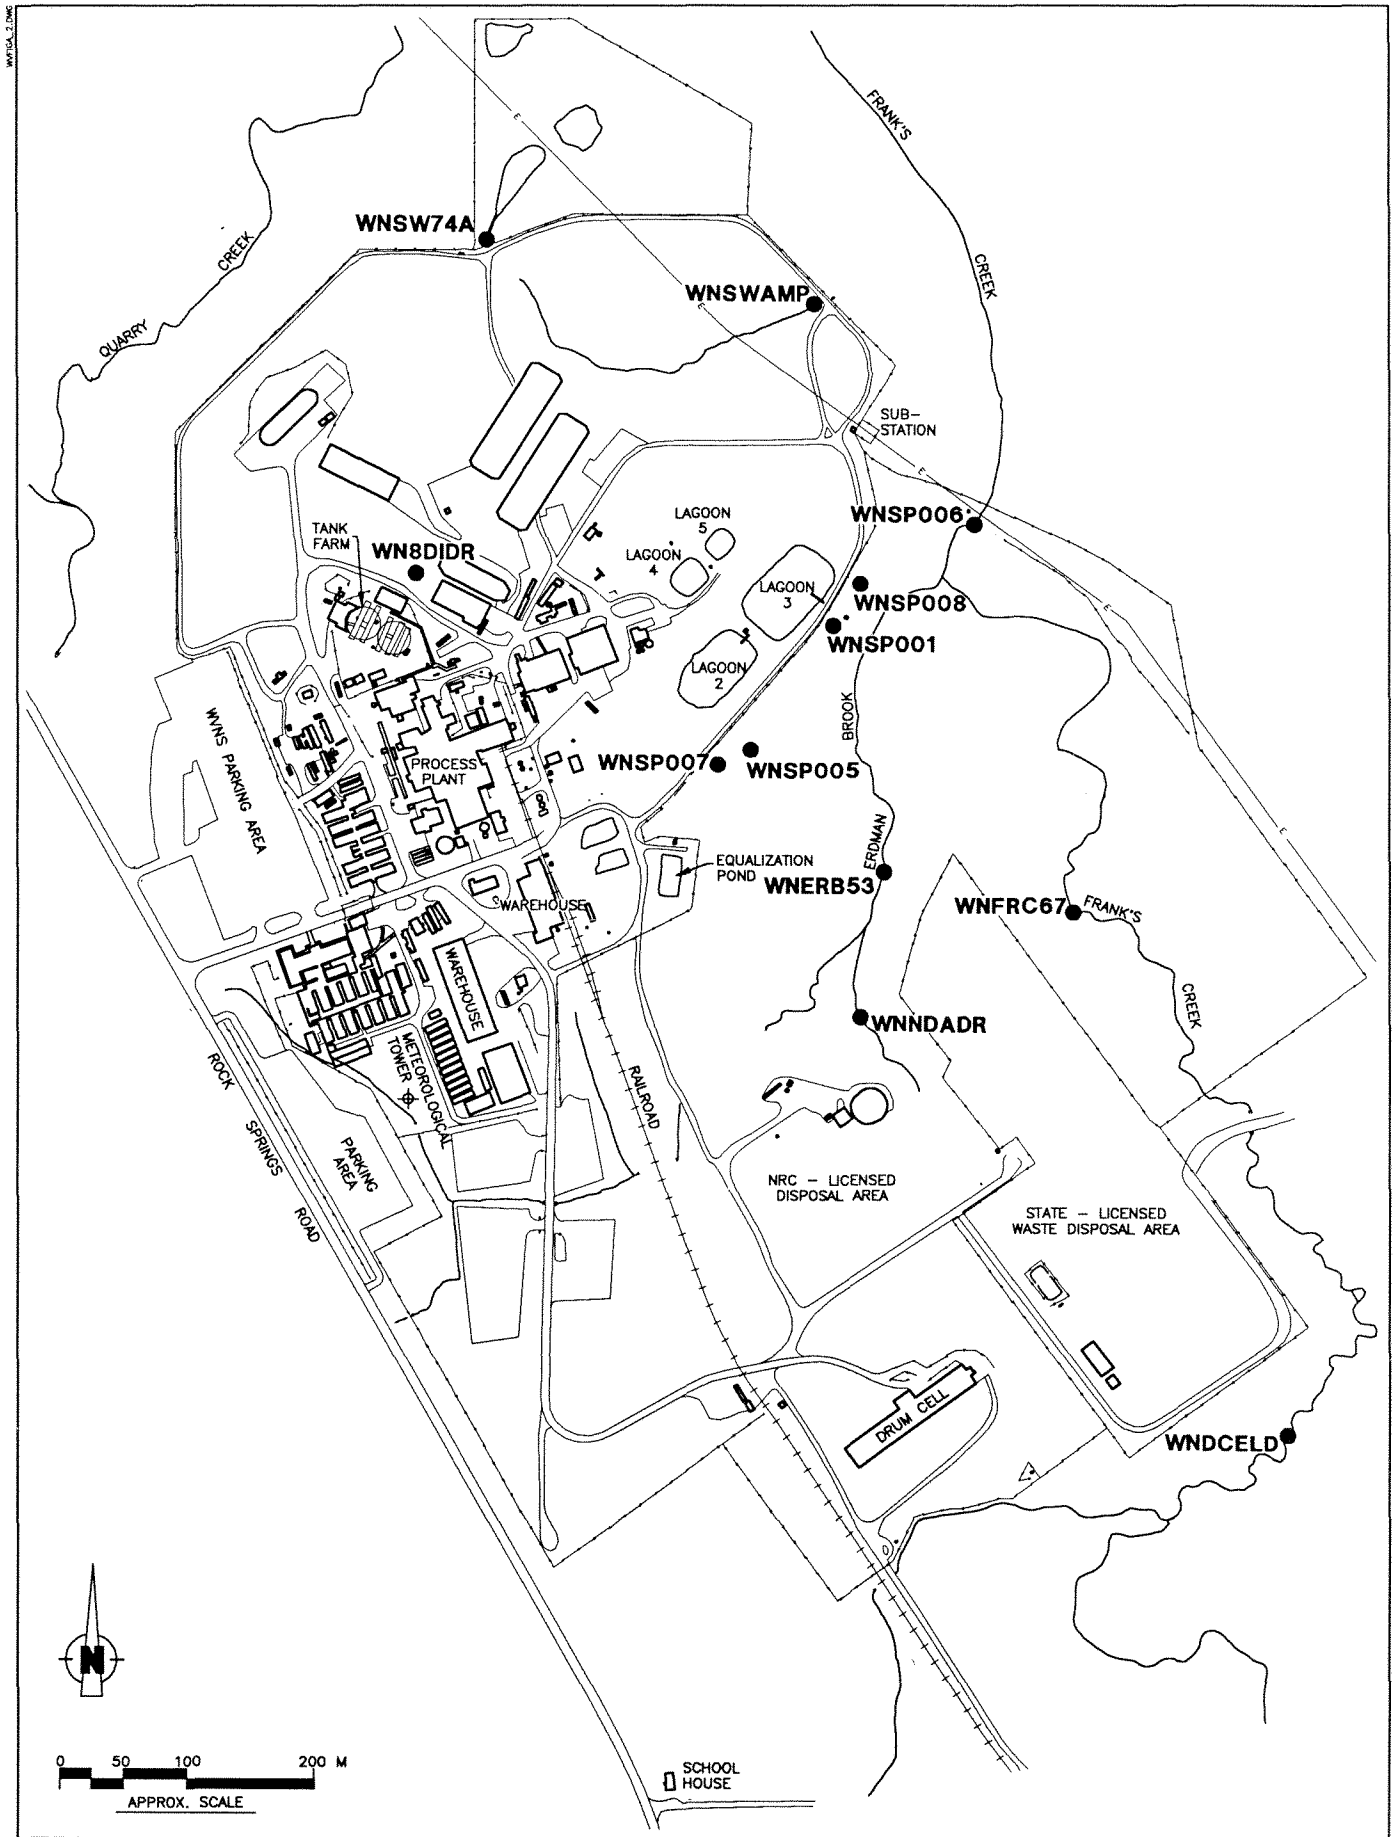 WVFIGA_2.DWG
FRANK'S
CREEK
WNSW74A
CREEK
QUARRY
WNSWAMP
E
E
SUB-
STATION
E
WNSP006
LAGOON
5
LAGOON
4
TANK
FARM
WN8DIDR
LAGOON
3
WNSP008
WNSP001
E
LAGOON
2
BROOK
WVNS PARKING AREA
PROCESS
PLANT
WNSP007
WNSP005
ERDMAN
E
EQUALIZATION
POND
WNERB53
WAREHOUSE
WNFRC67
FRANK'S
CREEK
WAREHOUSE
WNNDADR
METEOROLOGICAL
TOWER
RAILROAD
ROCK
SPRINGS
ROAD
PARKING
AREA
NRC - LICENSED
DISPOSAL AREA
STATE - LICENSED
WASTE DISPOSAL AREA
DRUM CELL
WNDCELD
N
0 50 100 200 M
APPROX. SCALE
SCHOOL
HOUSE